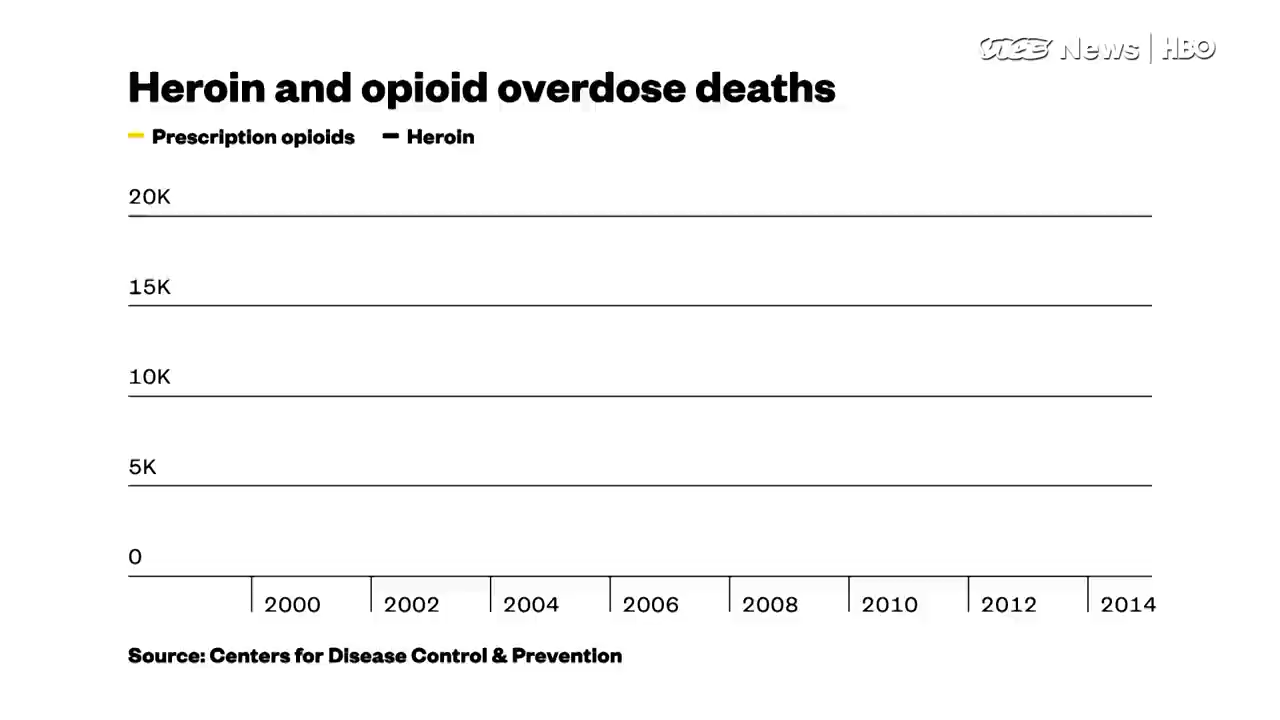 VICE News | HBO
Heroin and opioid overdose deaths
Prescription opioids Heroin
20K
15K
10K
5K
0
2000 2002 2004 2006 2008 2010 2012 2014
Source: Centers for Disease Control & Prevention